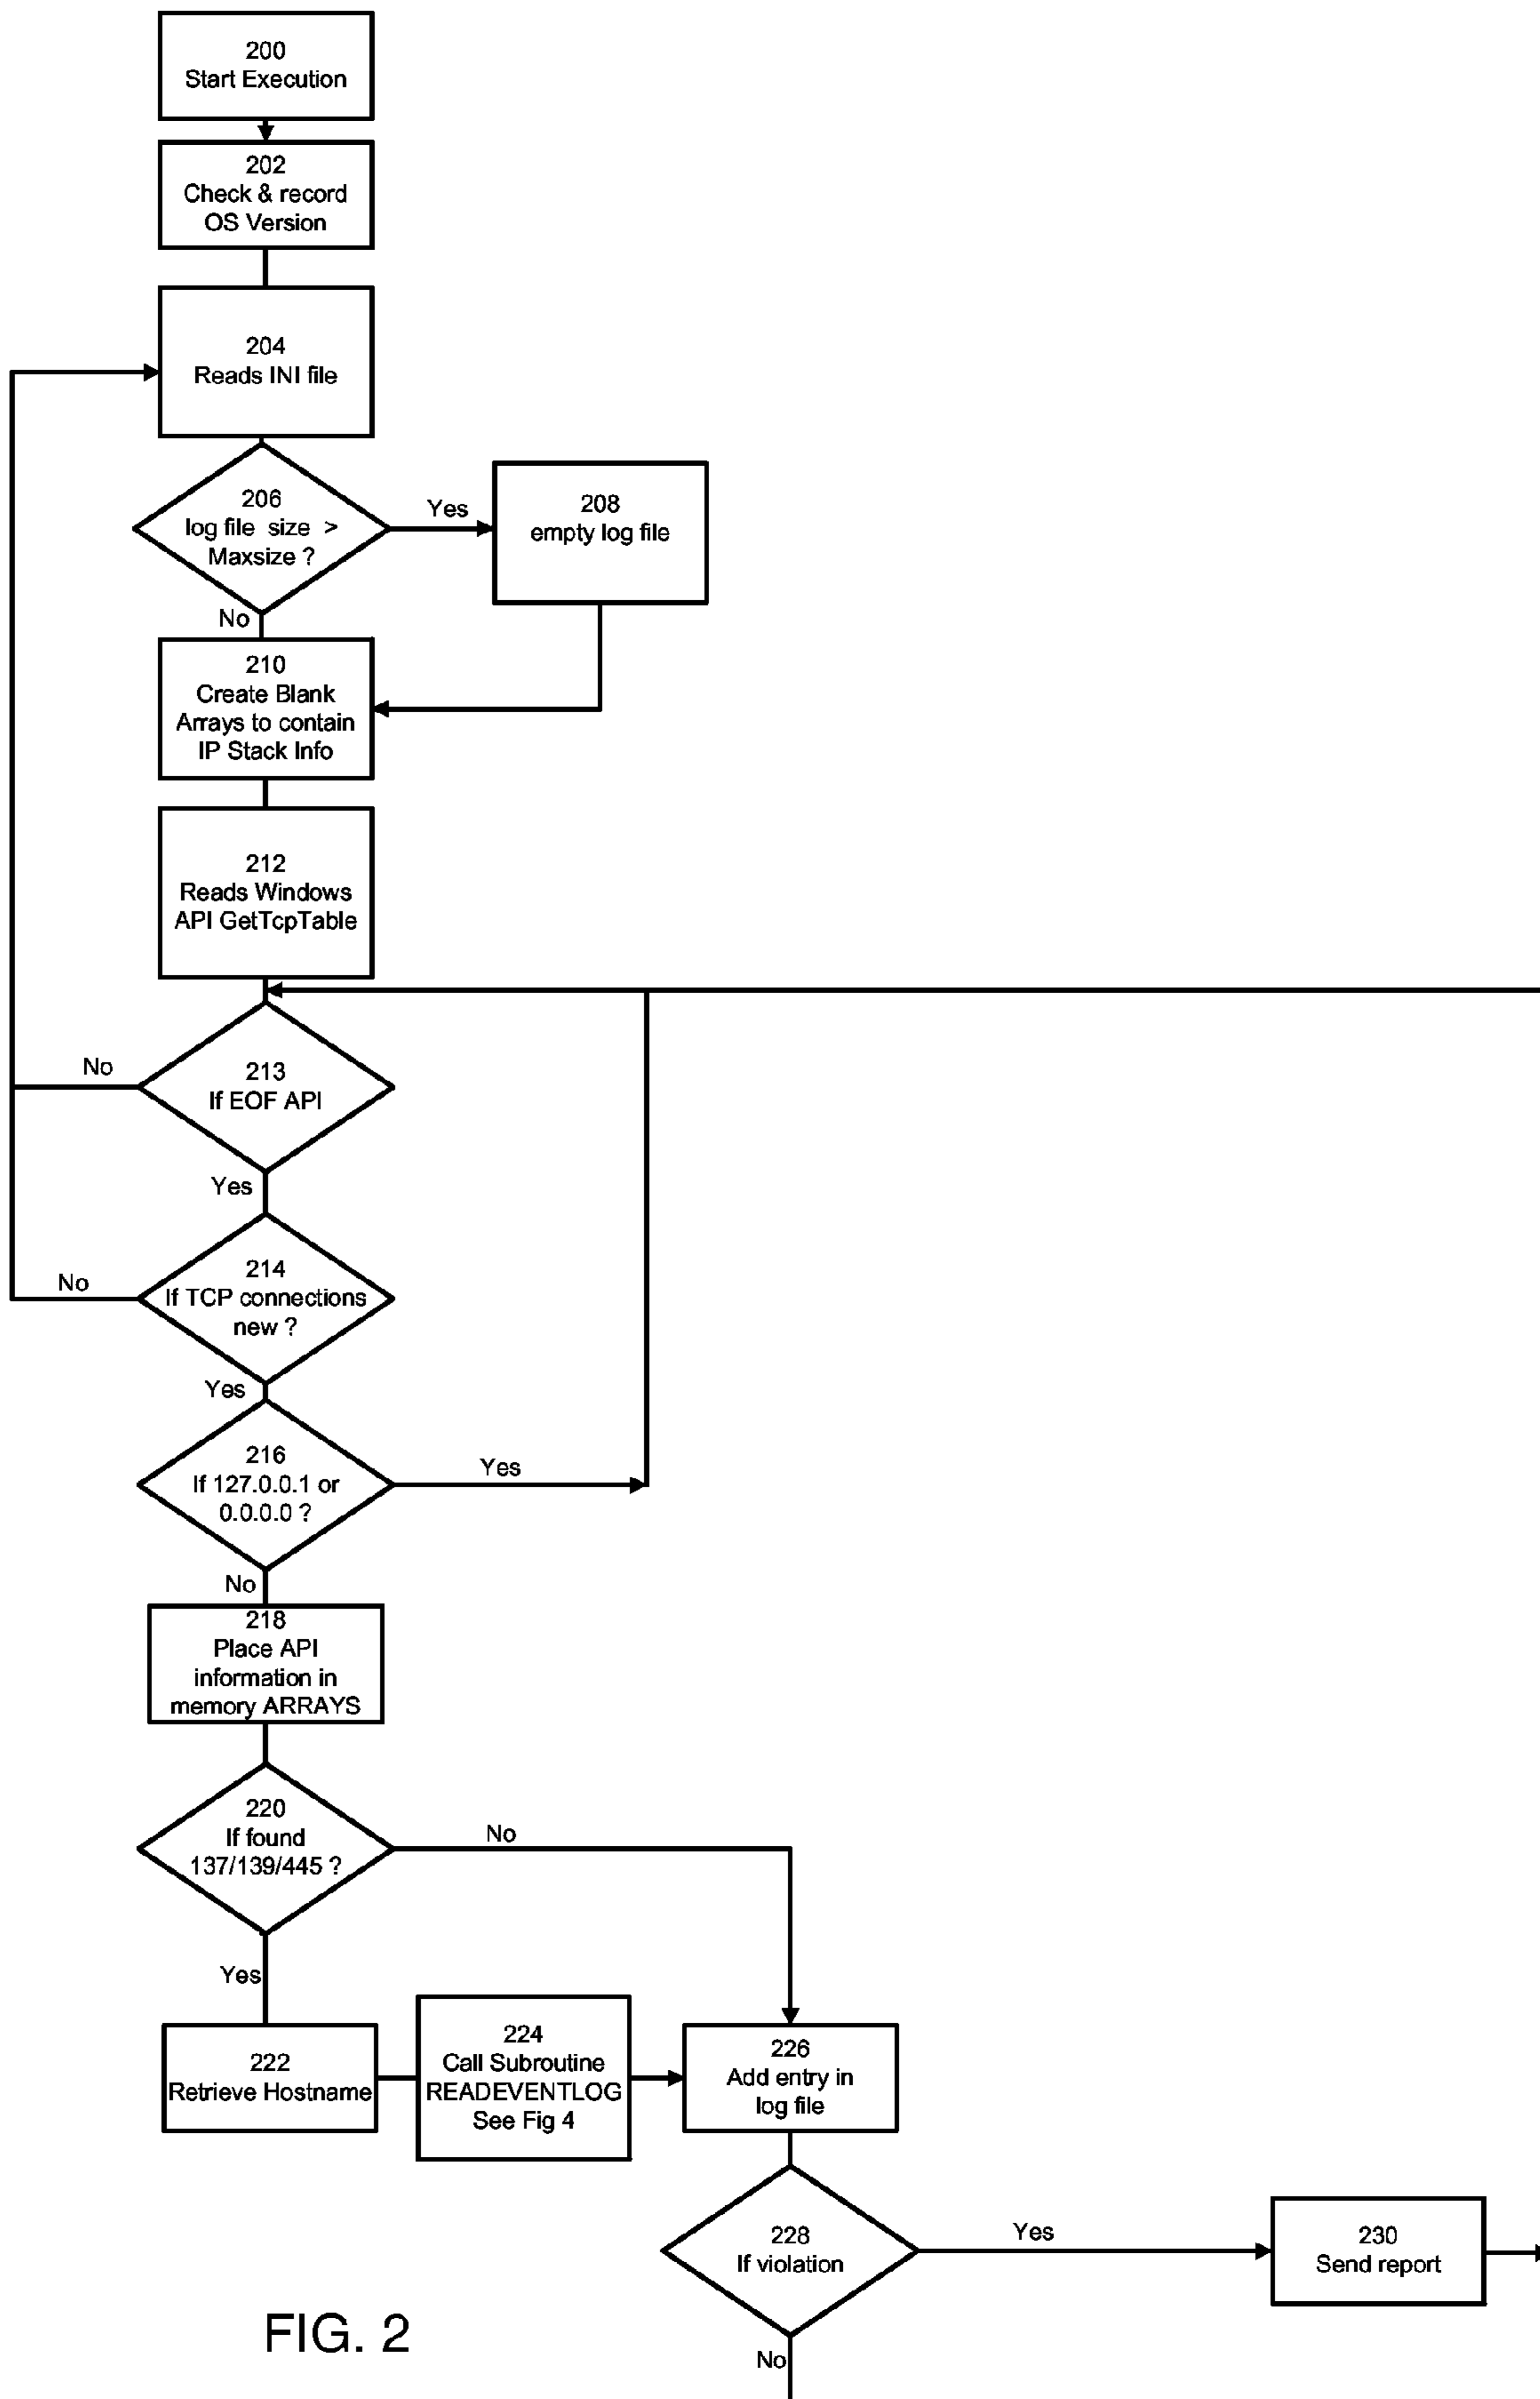 200
Start Execution
202
Check & record
OS Version
204
Reads INI file
206
log file size >
Maxsize ?
Yes
208
empty log file
No
210
Create Blank
Arrays to contain
IP Stack Info
212
Reads Windows
API GetTcpTable
No
213
If EOF API
Yes
No
214
If TCP connections
new ?
Yes
216
If 127.0.0.1 or
0.0.0.0 ?
Yes
No
218
Place API
information in
memory ARRAYS
220
If found
137/139/445 ?
No
Yes
222
Retrieve Hostname
224
Call Subroutine
READEVENTLOG
See Fig 4
226
Add entry in
log file
228
If violation
Yes
230
Send report
No
FIG. 2